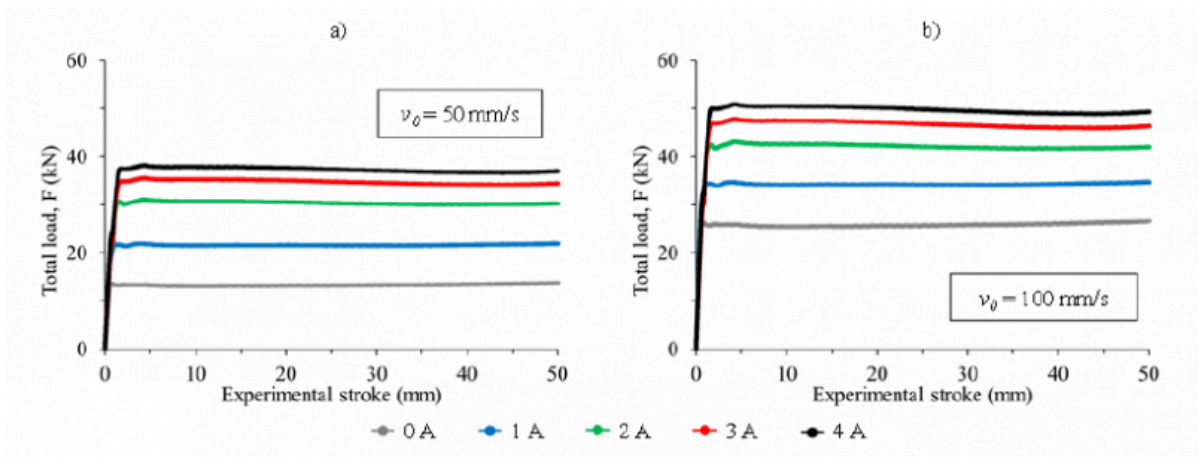 a)
60
40
20
0
Total load, F (kN)
v0 = 50 mm/s
0 10 20 30 40 50
Experimental stroke (mm)
b)
60
40
20
0
Total load, F (kN)
v0 = 100 mm/s
0 10 20 30 40 50
Experimental stroke (mm)
0 A 1 A 2 A 3 A 4 A